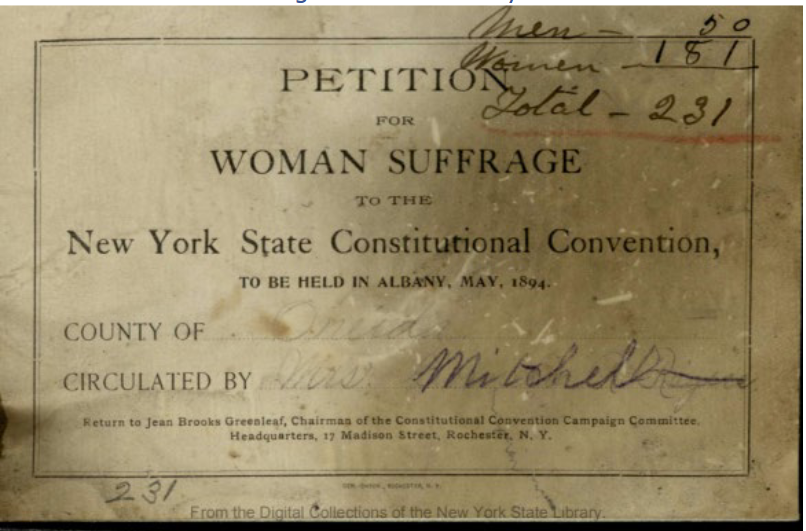 Men - 50
Women - 181
Total - 231
PETITION
FOR
WOMAN SUFFRAGE
TO THE
New York State Constitutional Convention,
TO BE HELD IN ALBANY, MAY, 1894.
COUNTY OF Oneida
CIRCULATED BY Mrs. Mitchell
Return to Jean Brooks Greenleaf, Chairman of the Constitutional Convention Campaign Committee.
Headquarters, 17 Madison Street, Rochester, N. Y.
231
From the Digital Collections of the New York State Library.